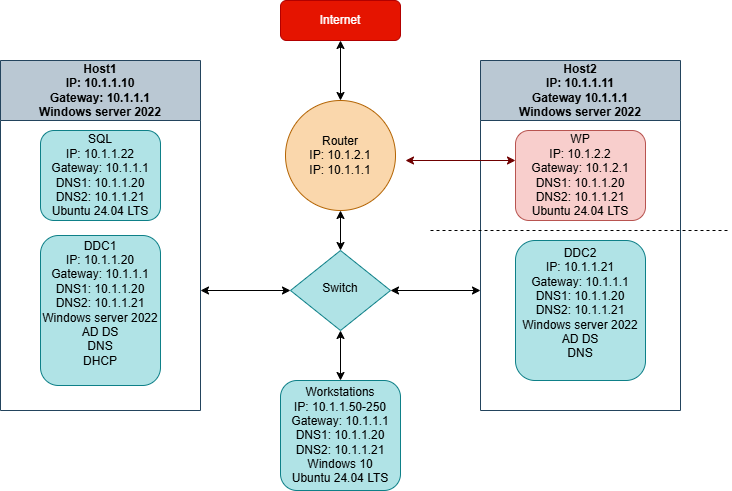 Internet
Host1
IP: 10.1.1.10
Gateway: 10.1.1.1
Windows server 2022
SQL
IP: 10.1.1.22
Gateway: 10.1.1.1
DNS1: 10.1.1.20
DNS2: 10.1.1.21
Ubuntu 24.04 LTS
DDC1
IP: 10.1.1.20
Gateway: 10.1.1.1
DNS1: 10.1.1.20
DNS2: 10.1.1.21
Windows server 2022
AD DS
DNS
DHCP
Router
IP: 10.1.2.1
IP: 10.1.1.1
Switch
Workstations
IP: 10.1.1.50-250
Gateway: 10.1.1.1
DNS1: 10.1.1.20
DNS2: 10.1.1.21
Windows 10
Ubuntu 24.04 LTS
Host2
IP: 10.1.1.11
Gateway 10.1.1.1
Windows server 2022
WP
IP: 10.1.2.2
Gateway: 10.1.2.1
DNS1: 10.1.1.20
DNS2: 10.1.1.21
Ubuntu 24.04 LTS
DDC2
IP: 10.1.1.21
Gateway: 10.1.1.1
DNS1: 10.1.1.20
DNS2: 10.1.1.21
Windows server 2022
AD DS
DNS